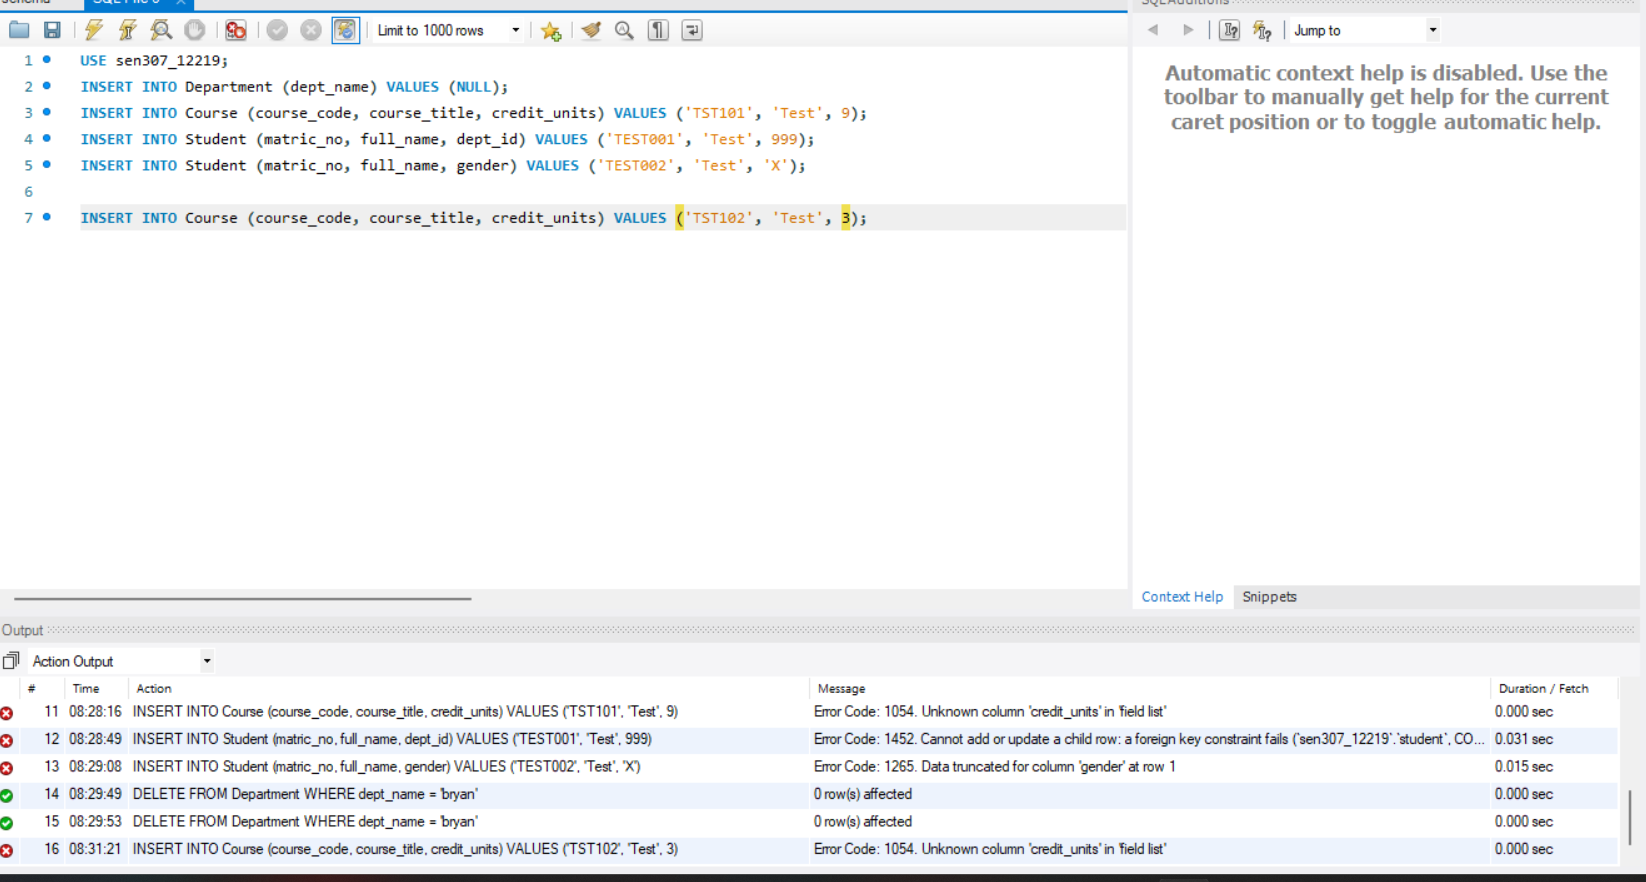 Limit to 1000 rows
Jump to
1 USE sen307_12219;
2 INSERT INTO Department (dept_name) VALUES (NULL);
3 INSERT INTO Course (course_code, course_title, credit_units) VALUES ('TST101', 'Test', 9);
4 INSERT INTO Student (matric_no, full_name, dept_id) VALUES ('TEST001', 'Test', 999);
5 INSERT INTO Student (matric_no, full_name, gender) VALUES ('TEST002', 'Test', 'X');
6
7 INSERT INTO Course (course_code, course_title, credit_units) VALUES ('TST102', 'Test', 3);
Automatic context help is disabled. Use the
toolbar to manually get help for the current
caret position or to toggle automatic help.
Context Help Snippets
Output
Action Output
# Time Action Message Duration / Fetch
11 08:28:16 INSERT INTO Course (course_code, course_title, credit_units) VALUES ('TST101', 'Test', 9) Error Code: 1054. Unknown column 'credit_units' in 'field list' 0.000 sec
12 08:28:49 INSERT INTO Student (matric_no, full_name, dept_id) VALUES ('TEST001', 'Test', 999) Error Code: 1452. Cannot add or update a child row: a foreign key constraint fails (`sen307_12219`.`student`, CO... 0.031 sec
13 08:29:08 INSERT INTO Student (matric_no, full_name, gender) VALUES ('TEST002', 'Test', 'X') Error Code: 1265. Data truncated for column 'gender' at row 1 0.015 sec
14 08:29:49 DELETE FROM Department WHERE dept_name = 'bryan' 0 row(s) affected 0.000 sec
15 08:29:53 DELETE FROM Department WHERE dept_name = 'bryan' 0 row(s) affected 0.000 sec
16 08:31:21 INSERT INTO Course (course_code, course_title, credit_units) VALUES ('TST102', 'Test', 3) Error Code: 1054. Unknown column 'credit_units' in 'field list' 0.000 sec